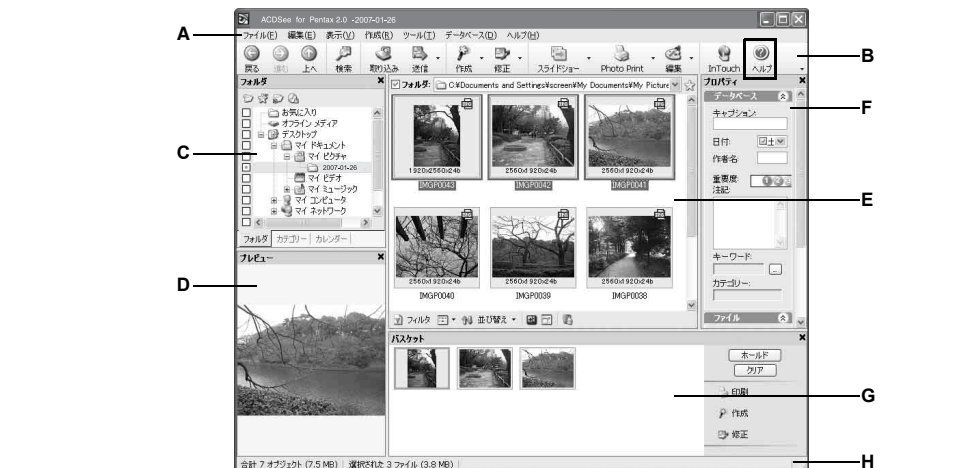 ACDSee for Pentax 2.0 -2007-01-26
A
ファイル(F) 編集(E) 表示(V) 作成(R) ツール(T) データベース(D) ヘルプ(H)
戻る 進む 上へ 検索 取り込み 送信 作成 修正 スライドショー Photo Print 編集 InTouch ヘルプ
B
フォルダ
お気に入り
オフライン メディア
デスクトップ
マイ ドキュメント
マイ ピクチャ
2007-01-26
マイ ビデオ
マイ ミュージック
マイ コンピュータ
マイ ネットワーク
フォルダ カテゴリー カレンダー
C
プレビュー
D
フォルダ: C:¥Documents and Settings¥screen¥My Documents¥My Picture
1920x2560x24b
IMGP0043
2560x1920x24b
IMGP0042
2560x1920x24b
IMGP0041
2560x1920x24b
IMGP0040
2560x1920x24b
IMGP0039
2560x1920x24b
IMGP0038
E
フィルタ 並び替え
プロパティ
データベース
キャプション:
日付:
作者名:
重要度:
注記:
キーワード:
...
カテゴリー:
ファイル
F
バスケット
ホールド
クリア
印刷
作成
修正
G
合計 7 オブジェクト (7.5 MB) 選択された 3 ファイル (3.8 MB)
H